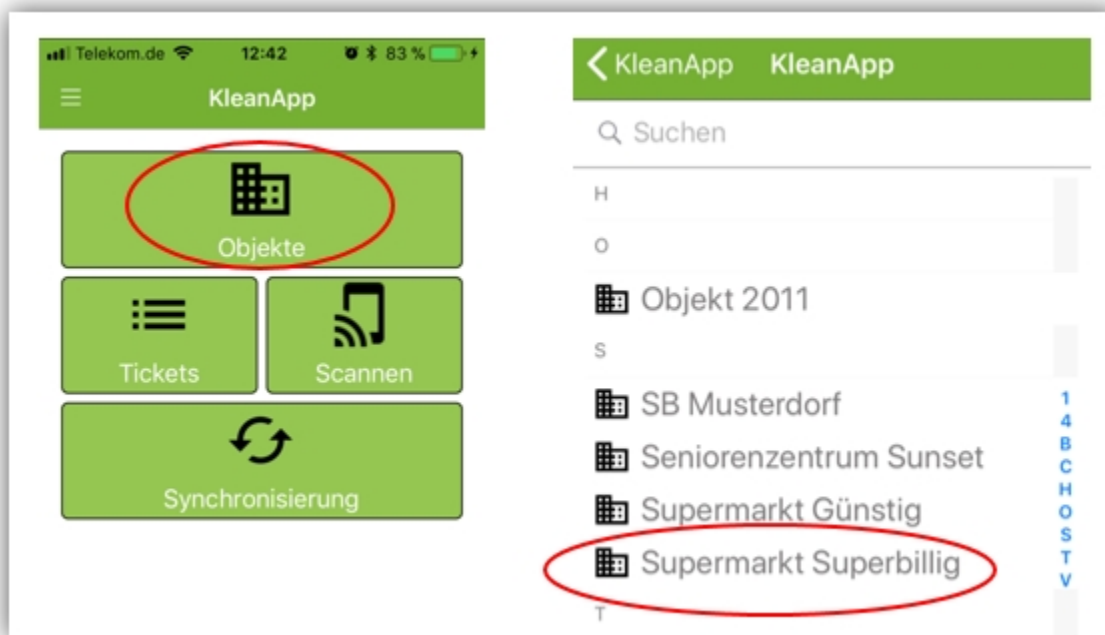 Telekom.de 12:42 83 %
KleanApp
Objekte
Tickets Scannen
Synchronisierung
KleanApp KleanApp
Suchen
H
O
Objekt 2011
S
SB Musterdorf
Seniorenzentrum Sunset
Supermarkt Günstig
Supermarkt Superbillig
T
1
4
B
C
H
O
S
T
V